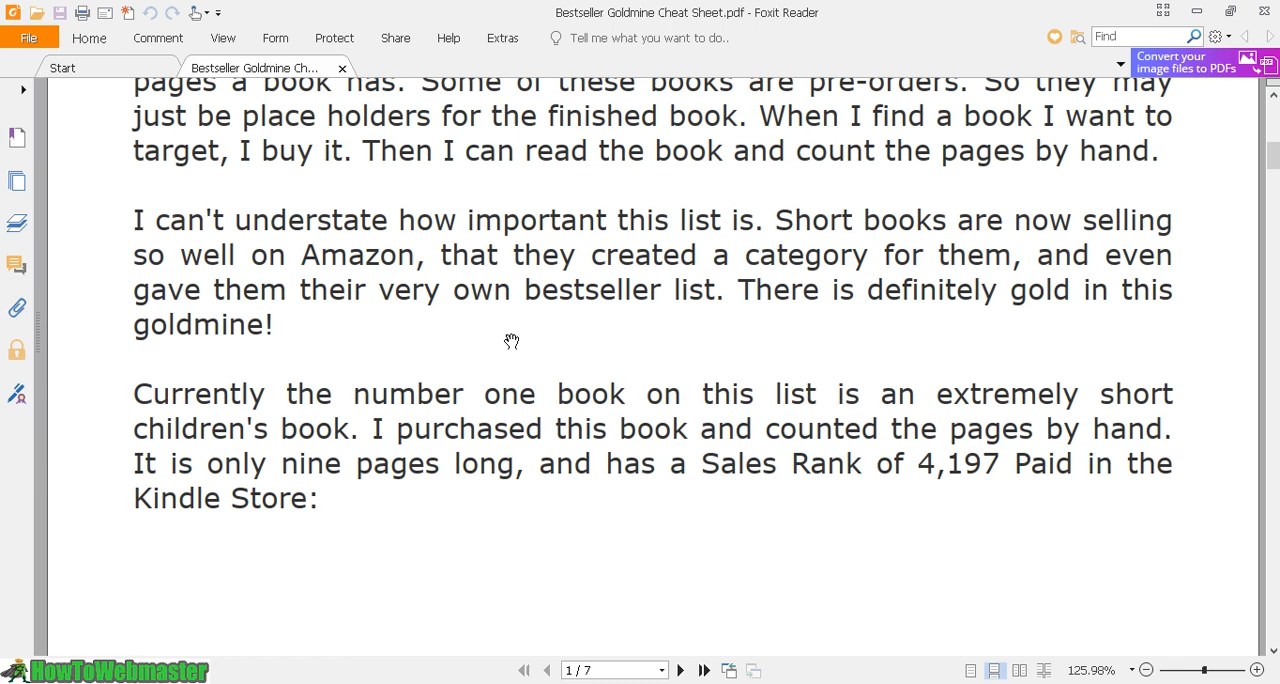 Bestseller Goldmine Cheat Sheet.pdf - Foxit Reader
File Home Comment View Form Protect Share Help Extras Tell me what you want to do.. Find
Start Bestseller Goldmine Ch... Convert your
image files to PDFs
pages a book has. Some of these books are pre-orders. So they may
just be place holders for the finished book. When I find a book I want to
target, I buy it. Then I can read the book and count the pages by hand.
I can't understate how important this list is. Short books are now selling
so well on Amazon, that they created a category for them, and even
gave them their very own bestseller list. There is definitely gold in this
goldmine!
Currently the number one book on this list is an extremely short
children's book. I purchased this book and counted the pages by hand.
It is only nine pages long, and has a Sales Rank of 4,197 Paid in the
Kindle Store:
HowToWebmaster 1 / 7 125.98%